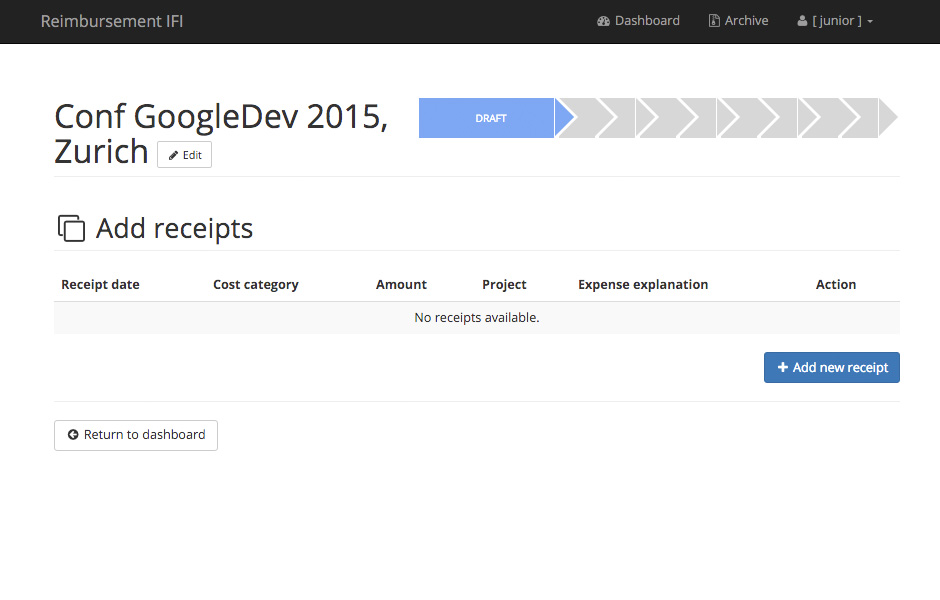 Reimbursement IFI Dashboard Archive [ junior ]
Conf GoogleDev 2015,
Zurich Edit
DRAFT
Add receipts
Receipt date Cost category Amount Project Expense explanation Action
No receipts available.
Add new receipt
Return to dashboard